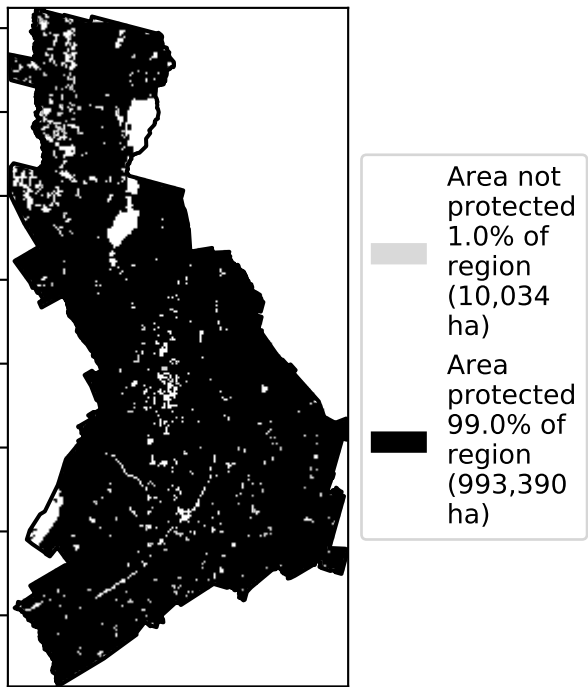 Area not
protected
1.0% of
region
(10,034
ha)
Area
protected
99.0% of
region
(993,390
ha)